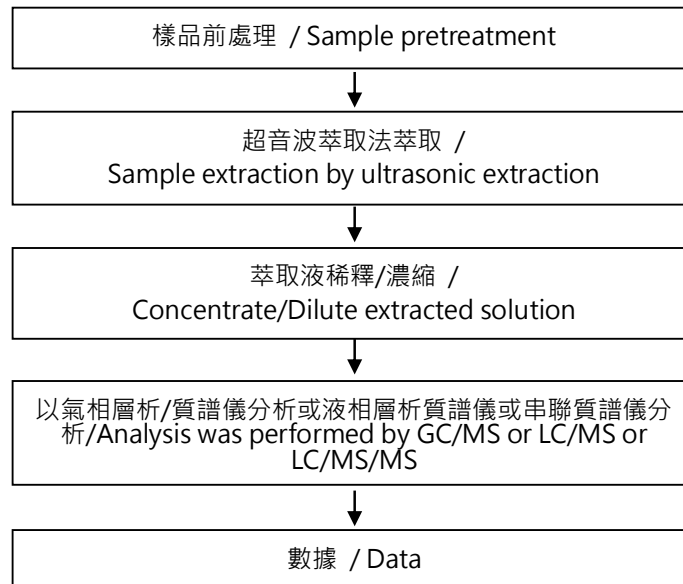 樣品前處理 / Sample pretreatment
超音波萃取法萃取 /
Sample extraction by ultrasonic extraction
萃取液稀釋/濃縮 /
Concentrate/Dilute extracted solution
以氣相層析/質譜儀分析或液相層析質譜儀或串聯質譜儀分
析/Analysis was performed by GC/MS or LC/MS or
LC/MS/MS
數據 / Data